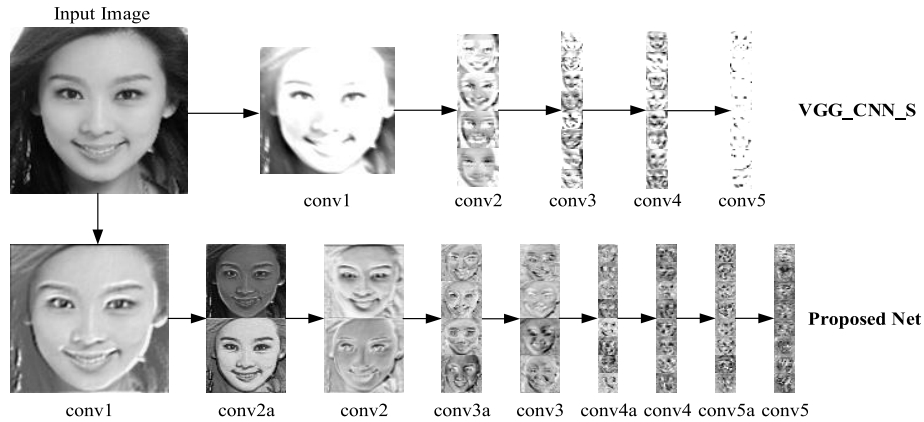 Input Image
VGG_CNN_S
conv1
conv2
conv3
conv4
conv5
Proposed Net
conv1
conv2a
conv2
conv3a
conv3
conv4a
conv4
conv5a
conv5